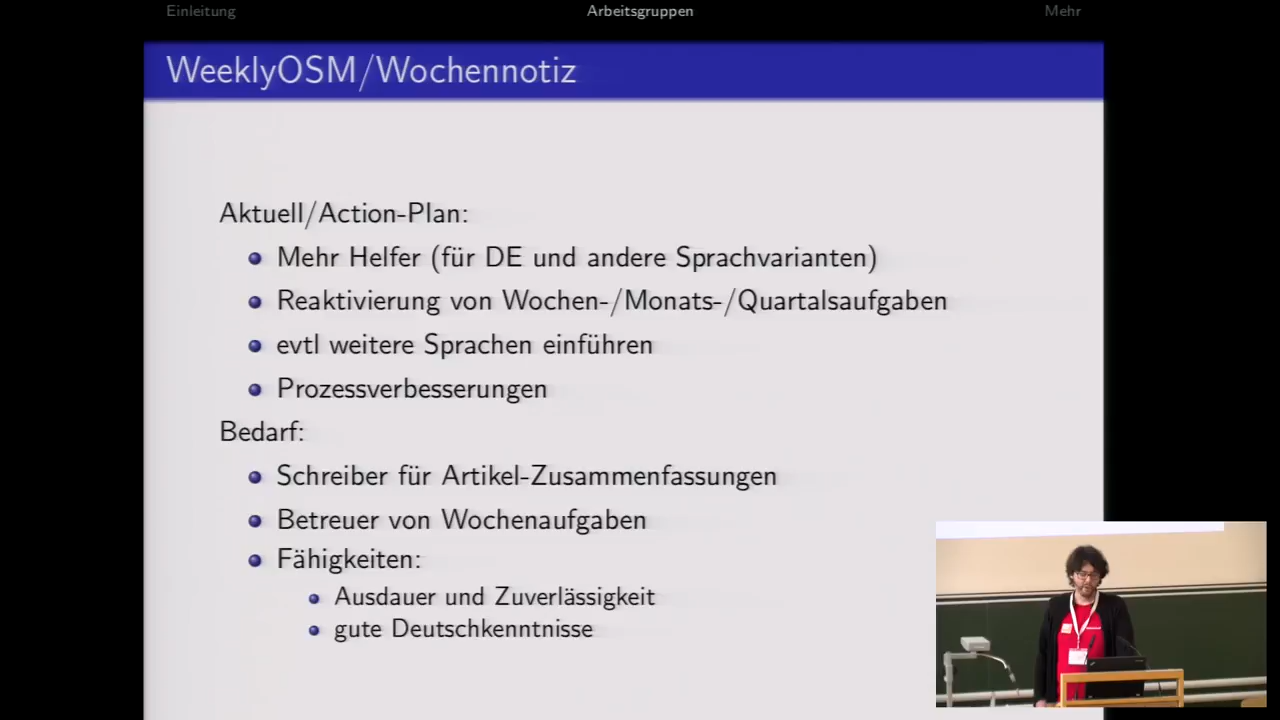 Einleitung
Arbeitsgruppen
Mehr
WeeklyOSM/Wochennotiz
Aktuell/Action-Plan:
Mehr Helfer (für DE und andere Sprachvarianten)
Reaktivierung von Wochen-/Monats-/Quartalsaufgaben
evtl weitere Sprachen einführen
Prozessverbesserungen
Bedarf:
Schreiber für Artikel-Zusammenfassungen
Betreuer von Wochenaufgaben
Fähigkeiten:
Ausdauer und Zuverlässigkeit
gute Deutschkenntnisse